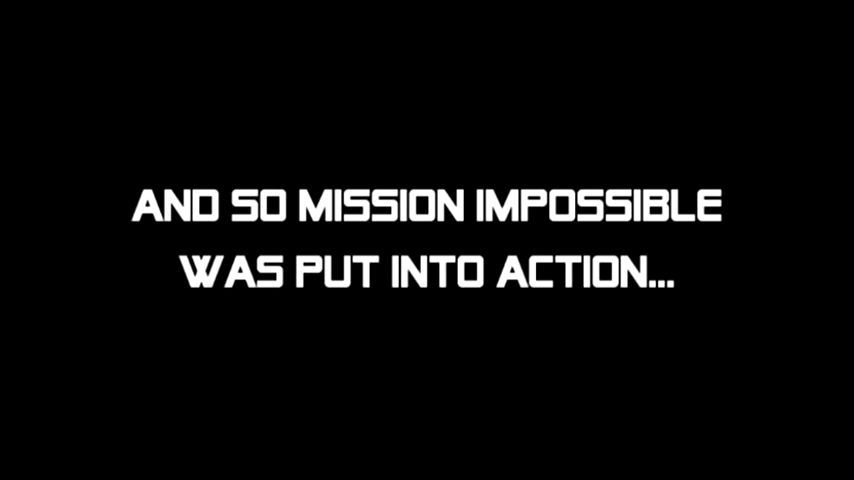 AND SO MISSION IMPOSSIBLE
WAS PUT INTO ACTION...